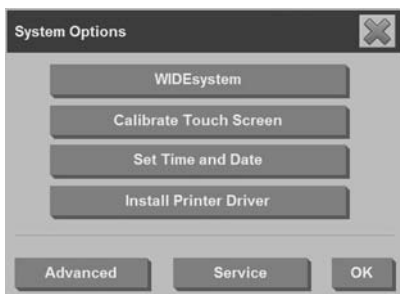 System Options
WIDEsystem
Calibrate Touch Screen
Set Time and Date
Install Printer Driver
Advanced Service OK